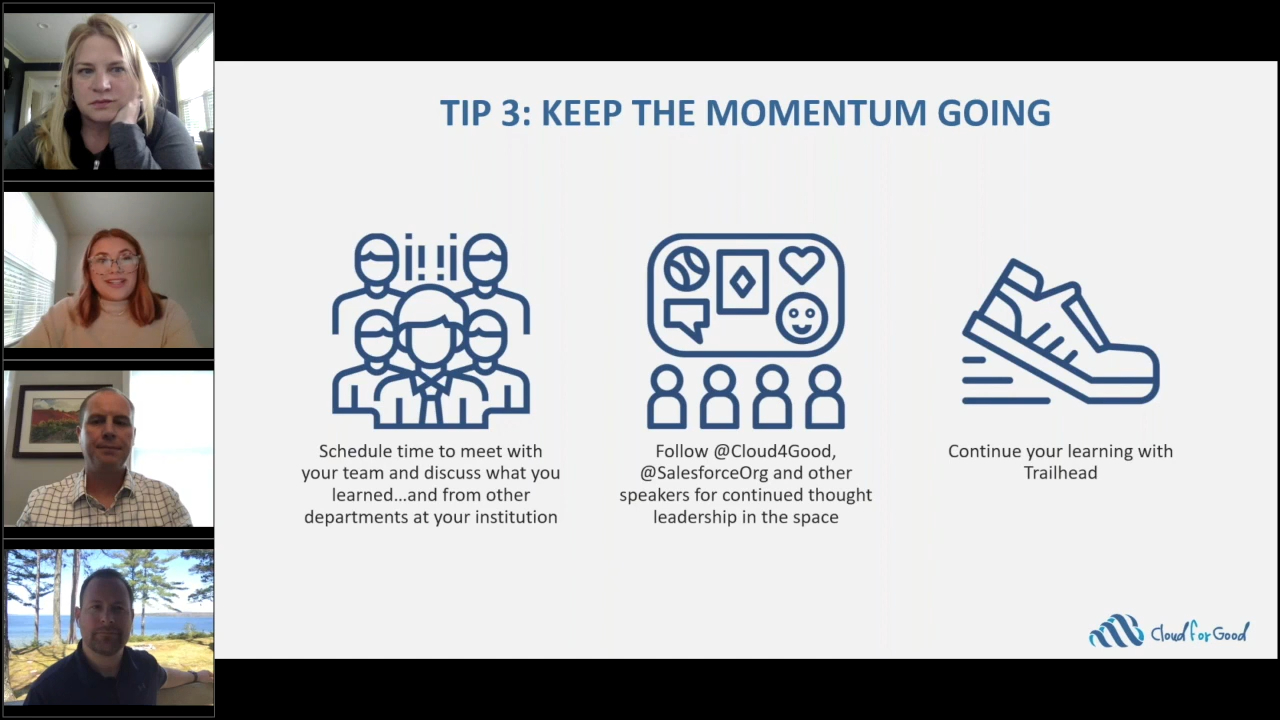 TIP 3: KEEP THE MOMENTUM GOING
Schedule time to meet with
your team and discuss what you
learned...and from other
departments at your institution
Follow @Cloud4Good,
@SalesforceOrg and other
speakers for continued thought
leadership in the space
Continue your learning with
Trailhead
Cloud for Good